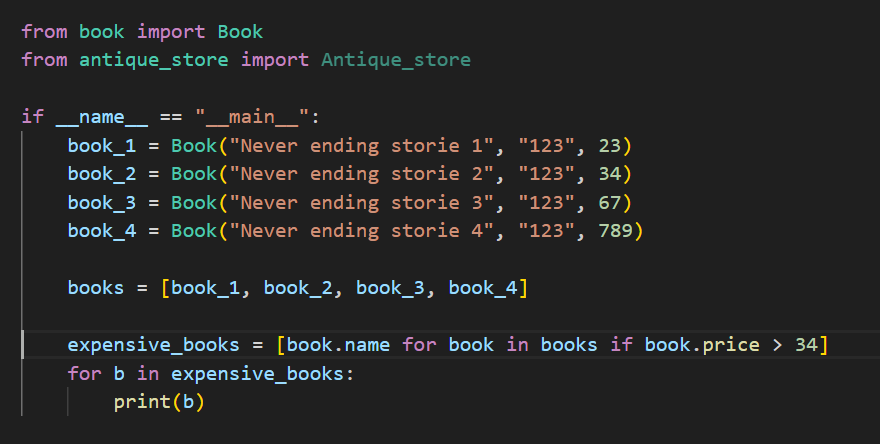 from book import Book
from antique_store import Antique_store

if __name__ == "__main__":
    book_1 = Book("Never ending storie 1", "123", 23)
    book_2 = Book("Never ending storie 2", "123", 34)
    book_3 = Book("Never ending storie 3", "123", 67)
    book_4 = Book("Never ending storie 4", "123", 789)

    books = [book_1, book_2, book_3, book_4]

    expensive_books = [book.name for book in books if book.price > 34]
    for b in expensive_books:
        print(b)